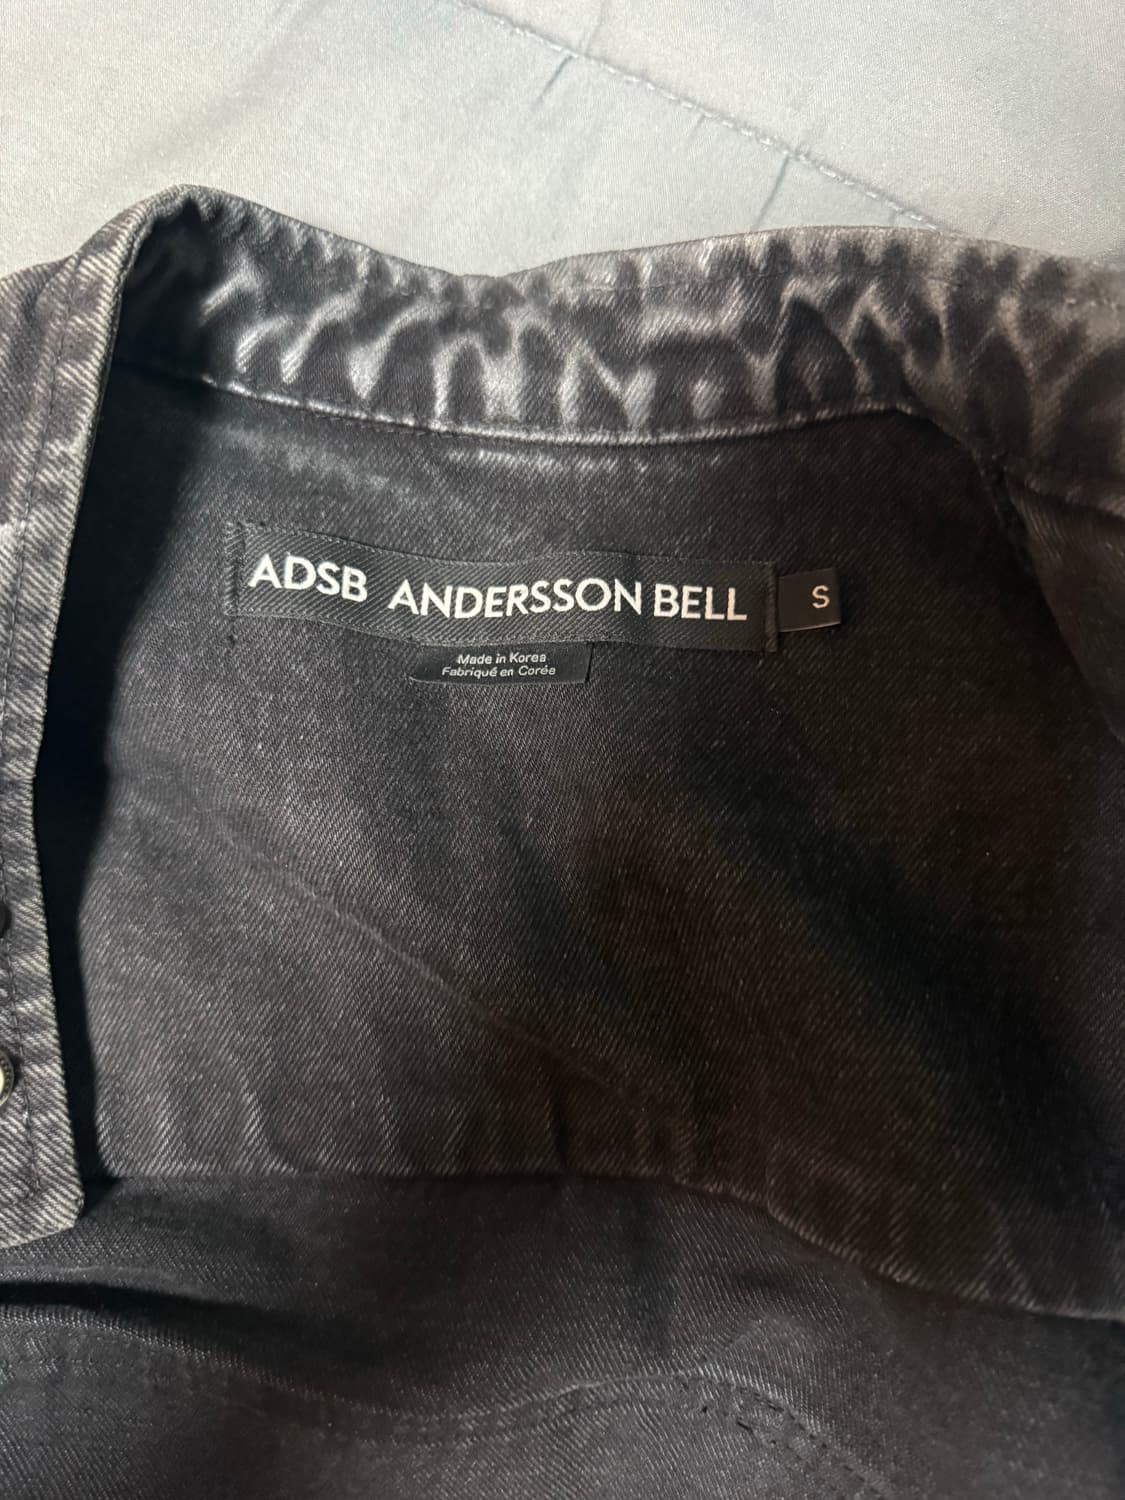 ADSB ANDERSSON BELL S
Made in Korea
Fabriqué en Corée